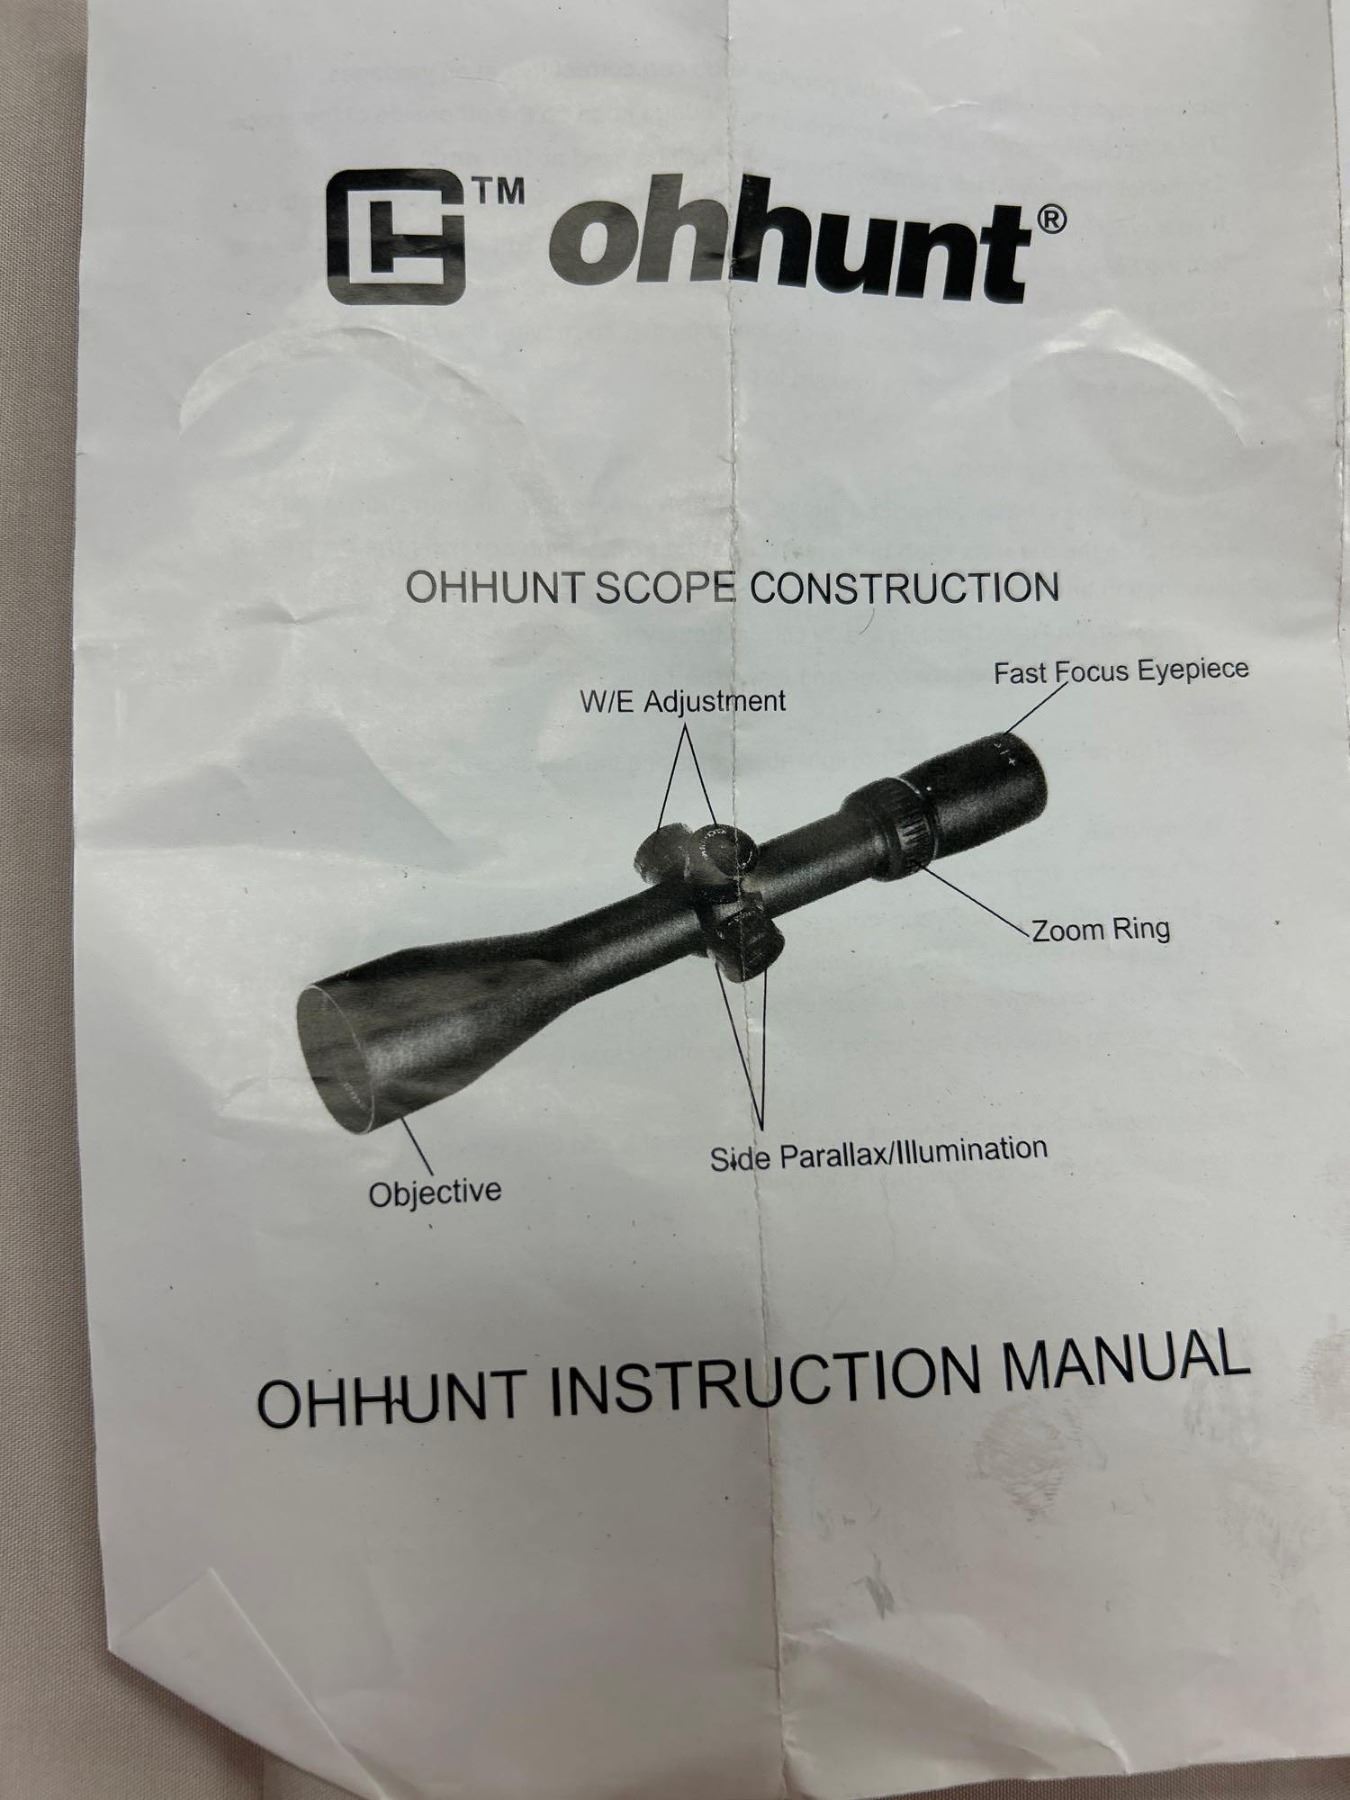 TM ohhunt®
OHHUNT SCOPE CONSTRUCTION
Fast Focus Eyepiece
W/E Adjustment
Zoom Ring
Side Parallax/Illumination
Objective
OHHUNT INSTRUCTION MANUAL